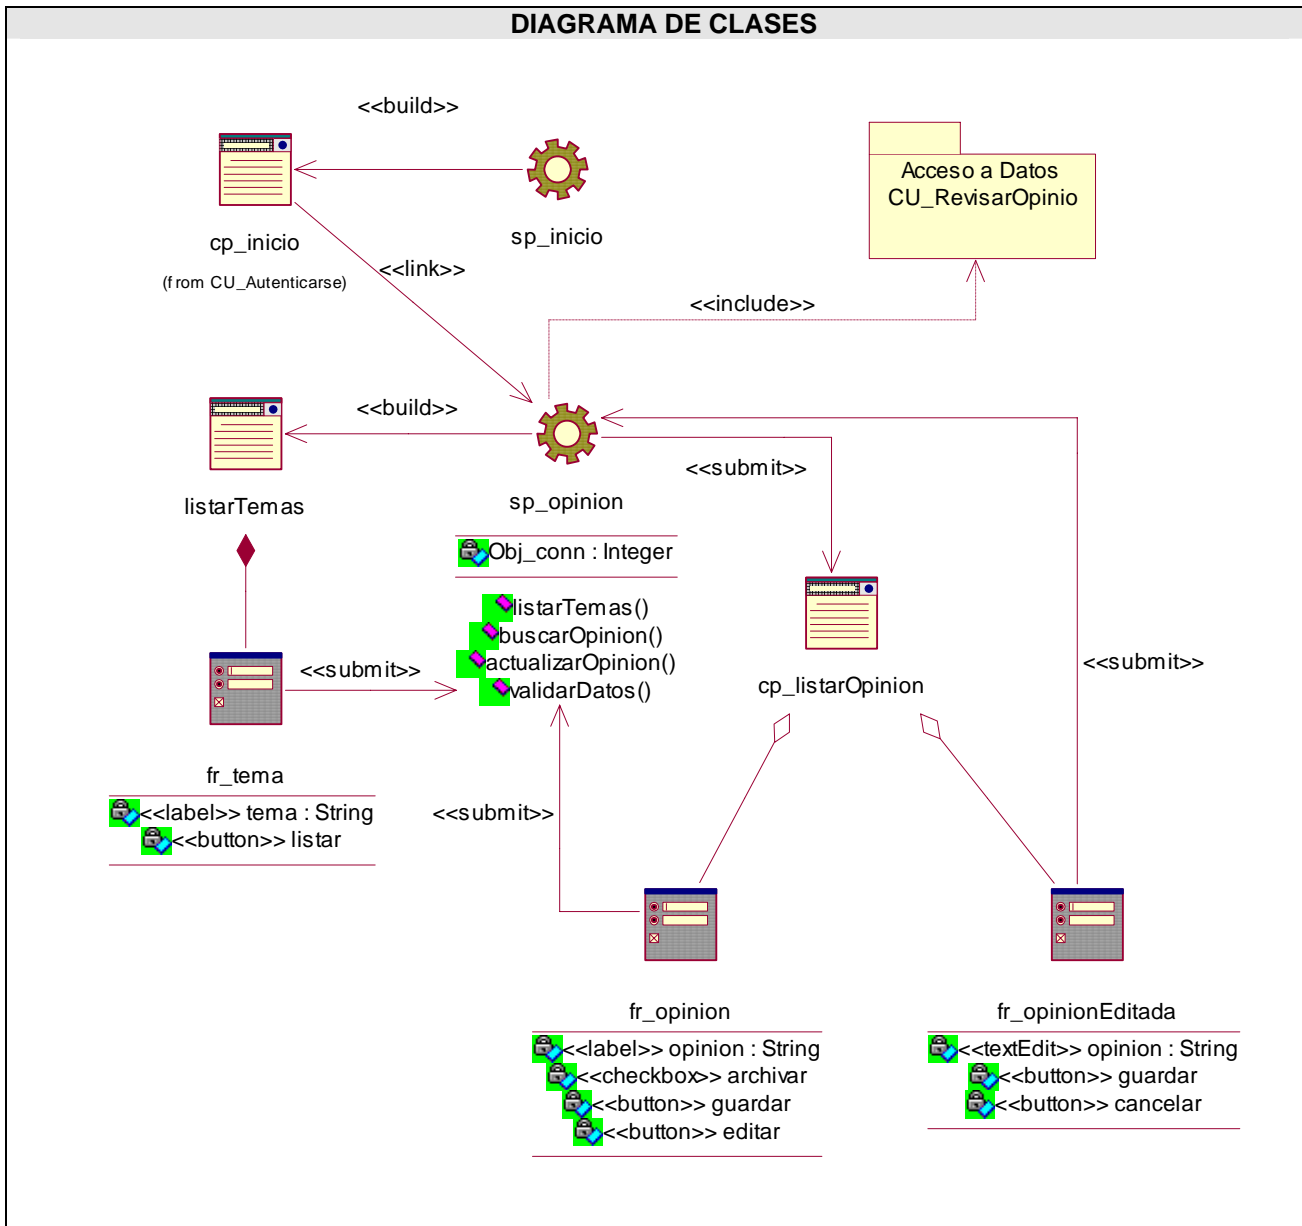 DIAGRAMA DE CLASES
<<build>>
cp_inicio
(from CU_Autenticarse)
sp_inicio
Acceso a Datos
CU_RevisarOpinio
<<link>>
<<include>>
<<build>>
listarTemas
sp_opinion
<<submit>>
Obj_conn : Integer
listarTemas()
buscarOpinion()
actualizarOpinion()
validarDatos()
<<submit>>
cp_listarOpinion
<<submit>>
fr_tema
<<label>> tema : String
<<button>> listar
<<submit>>
fr_opinion
<<label>> opinion : String
<<checkbox>> archivar
<<button>> guardar
<<button>> editar
fr_opinionEditada
<<textEdit>> opinion : String
<<button>> guardar
<<button>> cancelar